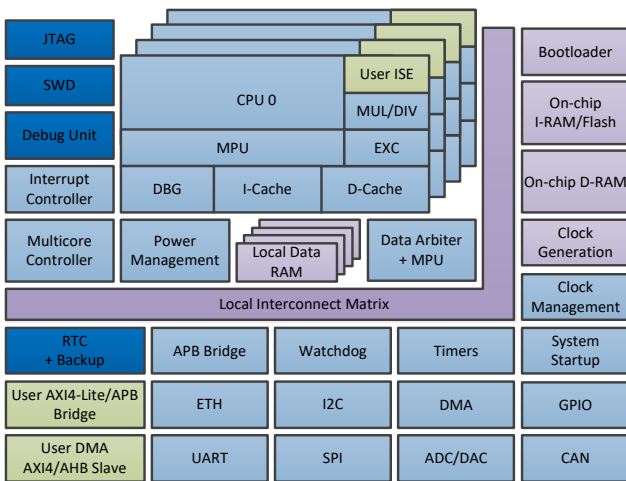 JTAG
SWD
Debug Unit
Interrupt
Controller
Multicore
Controller
CPU 0
User ISE
MUL/DIV
MPU
EXC
DBG
I-Cache
D-Cache
Power
Management
Local Data
RAM
Data Arbiter
+ MPU
Bootloader
On-chip
I-RAM/Flash
On-chip D-RAM
Clock
Generation
Local Interconnect Matrix
Clock
Management
RTC
+ Backup
APB Bridge
Watchdog
Timers
System
Startup
User AXI4-Lite/APB
Bridge
ETH
I2C
DMA
GPIO
User DMA
AXI4/AHB Slave
UART
SPI
ADC/DAC
CAN